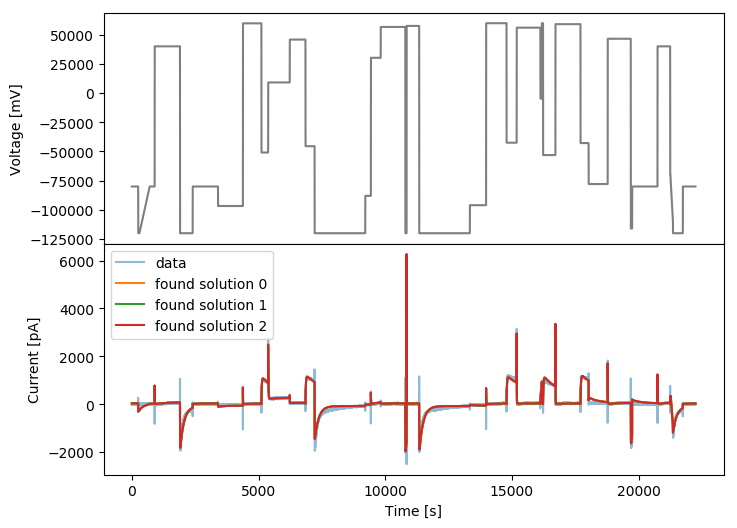 50000
25000
0
−25000
−50000
−75000
−100000
−125000
Voltage [mV]
data
found solution 0
found solution 1
found solution 2
6000
4000
2000
0
−2000
Current [pA]
0 5000 10000 15000 20000
Time [s]